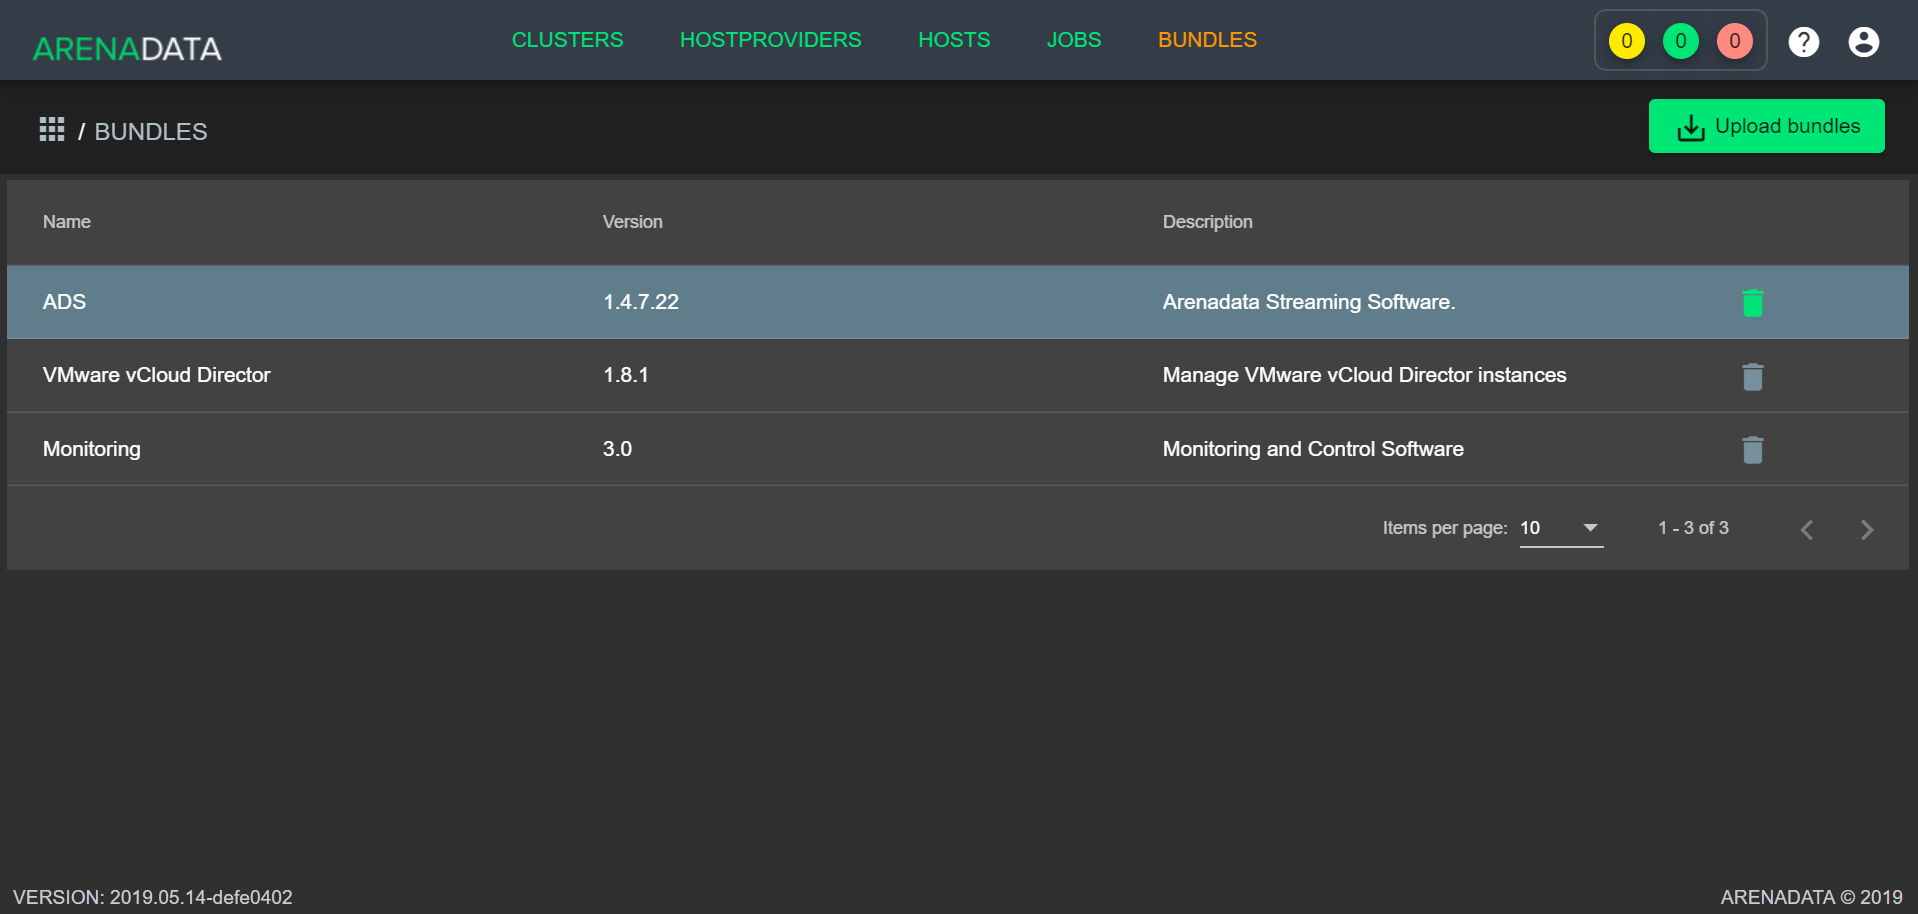 ARENADATA CLUSTERS HOSTPROVIDERS HOSTS JOBS BUNDLES 0 0 0 ?
/ BUNDLES Upload bundles
Name Version Description
ADS 1.4.7.22 Arenadata Streaming Software.
VMware vCloud Director 1.8.1 Manage VMware vCloud Director instances
Monitoring 3.0 Monitoring and Control Software
Items per page: 10 1 - 3 of 3
VERSION: 2019.05.14-defe0402 ARENADATA © 2019